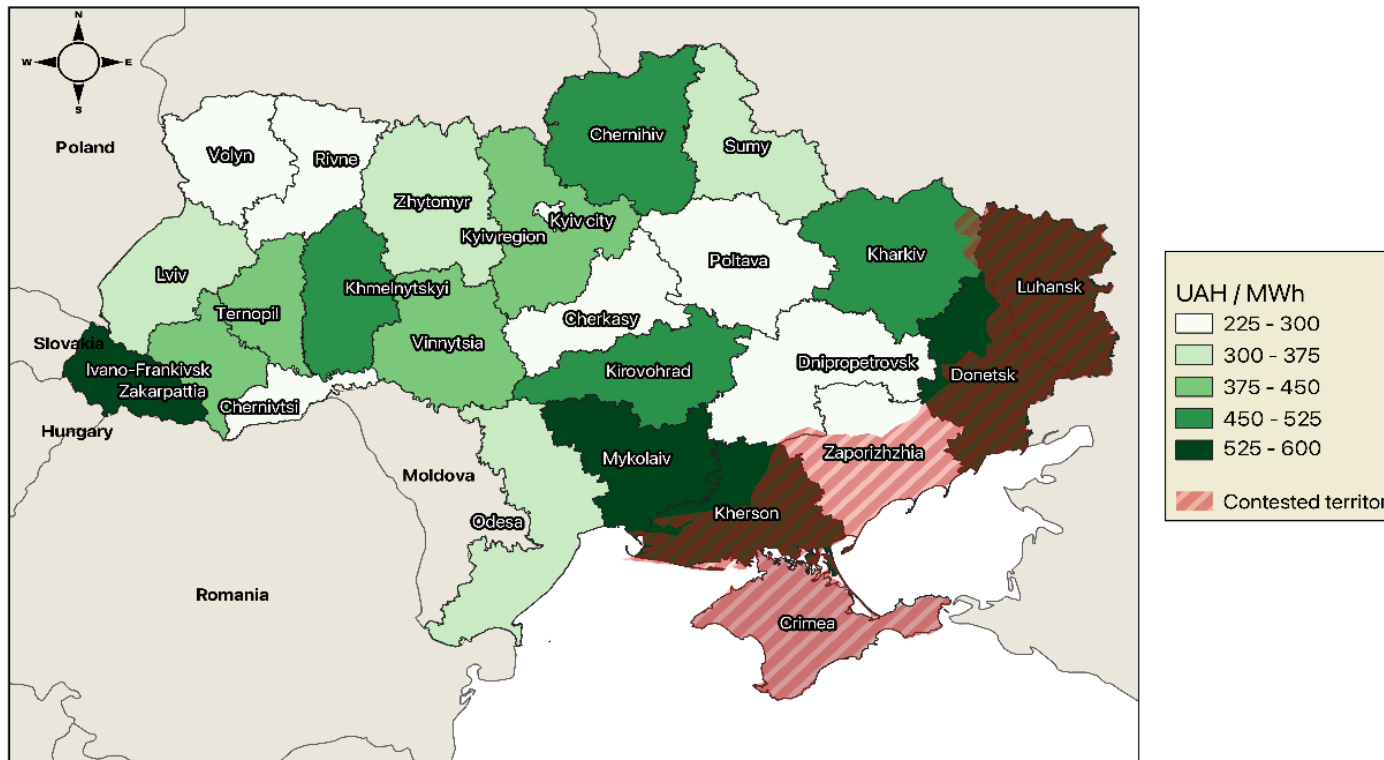 N
W
E
S
Poland
Volyn
Rivne
Chernihiv
Sumy
Zhytomyr
Kyiv city
Kyiv region
Lviv
Ternopil
Khmelnytskyi
Poltava
Kharkiv
Luhansk
Cherkasy
Vinnytsia
Slovakia
Ivano-Frankivsk
Zakarpattia
Chernivtsi
Kirovohrad
Dnipropetrovsk
Donetsk
Hungary
Moldova
Mykolaiv
Zaporizhzhia
Odesa
Kherson
Romania
Crimea
UAH / MWh
225 - 300
300 - 375
375 - 450
450 - 525
525 - 600
Contested territor